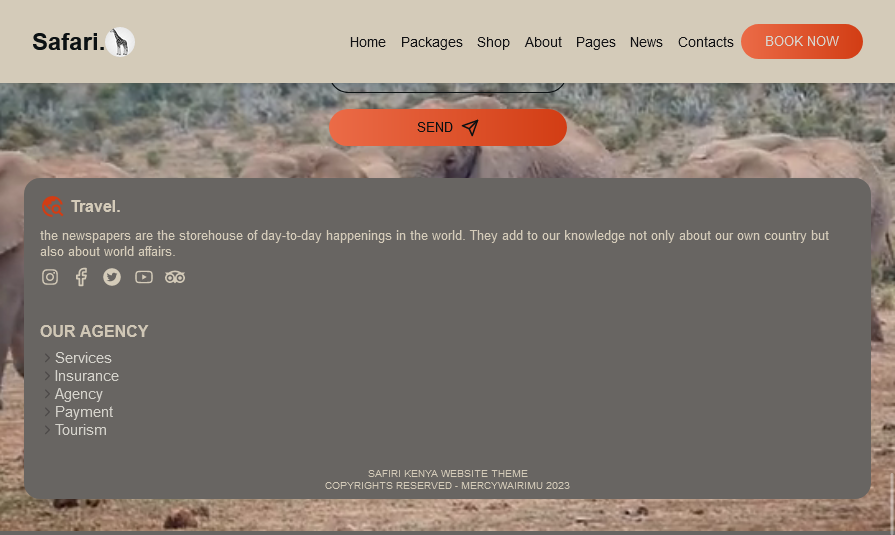 Safari.
Home Packages Shop About Pages News Contacts BOOK NOW
SEND
Travel.
the newspapers are the storehouse of day-to-day happenings in the world. They add to our knowledge not only about our own country but
also about world affairs.
OUR AGENCY
Services
Insurance
Agency
Payment
Tourism
SAFIRI KENYA WEBSITE THEME
COPYRIGHTS RESERVED - MERCYWAIRIMU 2023